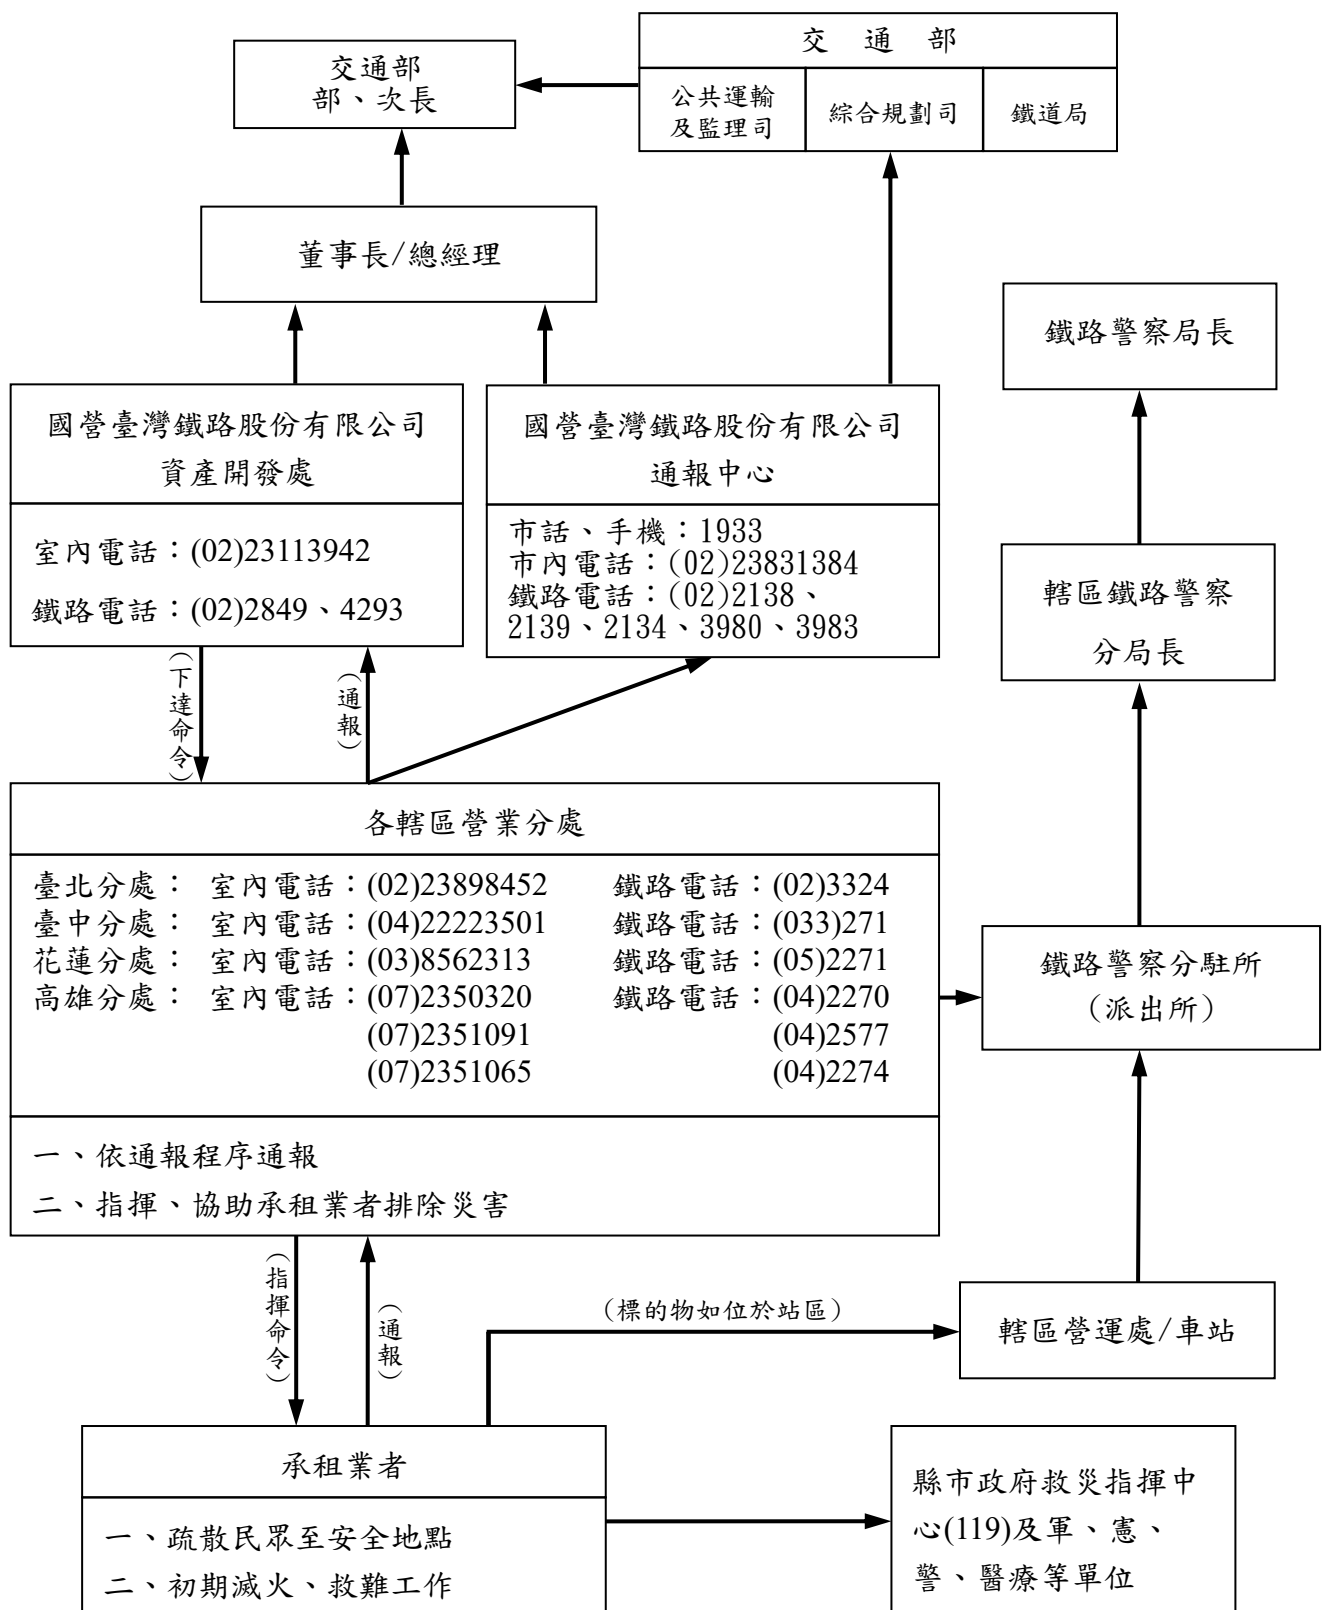 交通部
交通部
部、次長
公共運輸
及監理司
綜合規劃司
鐵道局
董事長/總經理
鐵路警察局長
國營臺灣鐵路股份有限公司
資產開發處
室內電話：(02)23113942
鐵路電話：(02)2849、4293
國營臺灣鐵路股份有限公司
通報中心
市話、手機：1933
市內電話：(02)23831384
鐵路電話：(02)2138、
2139、2134、3980、3983
轄區鐵路警察
分局長
(下達命令)
(通報)
各轄區營業分處
臺北分處： 室內電話：(02)23898452 鐵路電話：(02)3324
臺中分處： 室內電話：(04)22223501 鐵路電話：(033)271
花蓮分處： 室內電話：(03)8562313 鐵路電話：(05)2271
高雄分處： 室內電話：(07)2350320 鐵路電話：(04)2270
(07)2351091 (04)2577
(07)2351065 (04)2274
一、依通報程序通報
二、指揮、協助承租業者排除災害
鐵路警察分駐所
（派出所）
(指揮命令)
(通報)
（標的物如位於站區）
轄區營運處/車站
承租業者
一、疏散民眾至安全地點
二、初期滅火、救難工作
縣市政府救災指揮中
心(119)及軍、憲、
警、醫療等單位